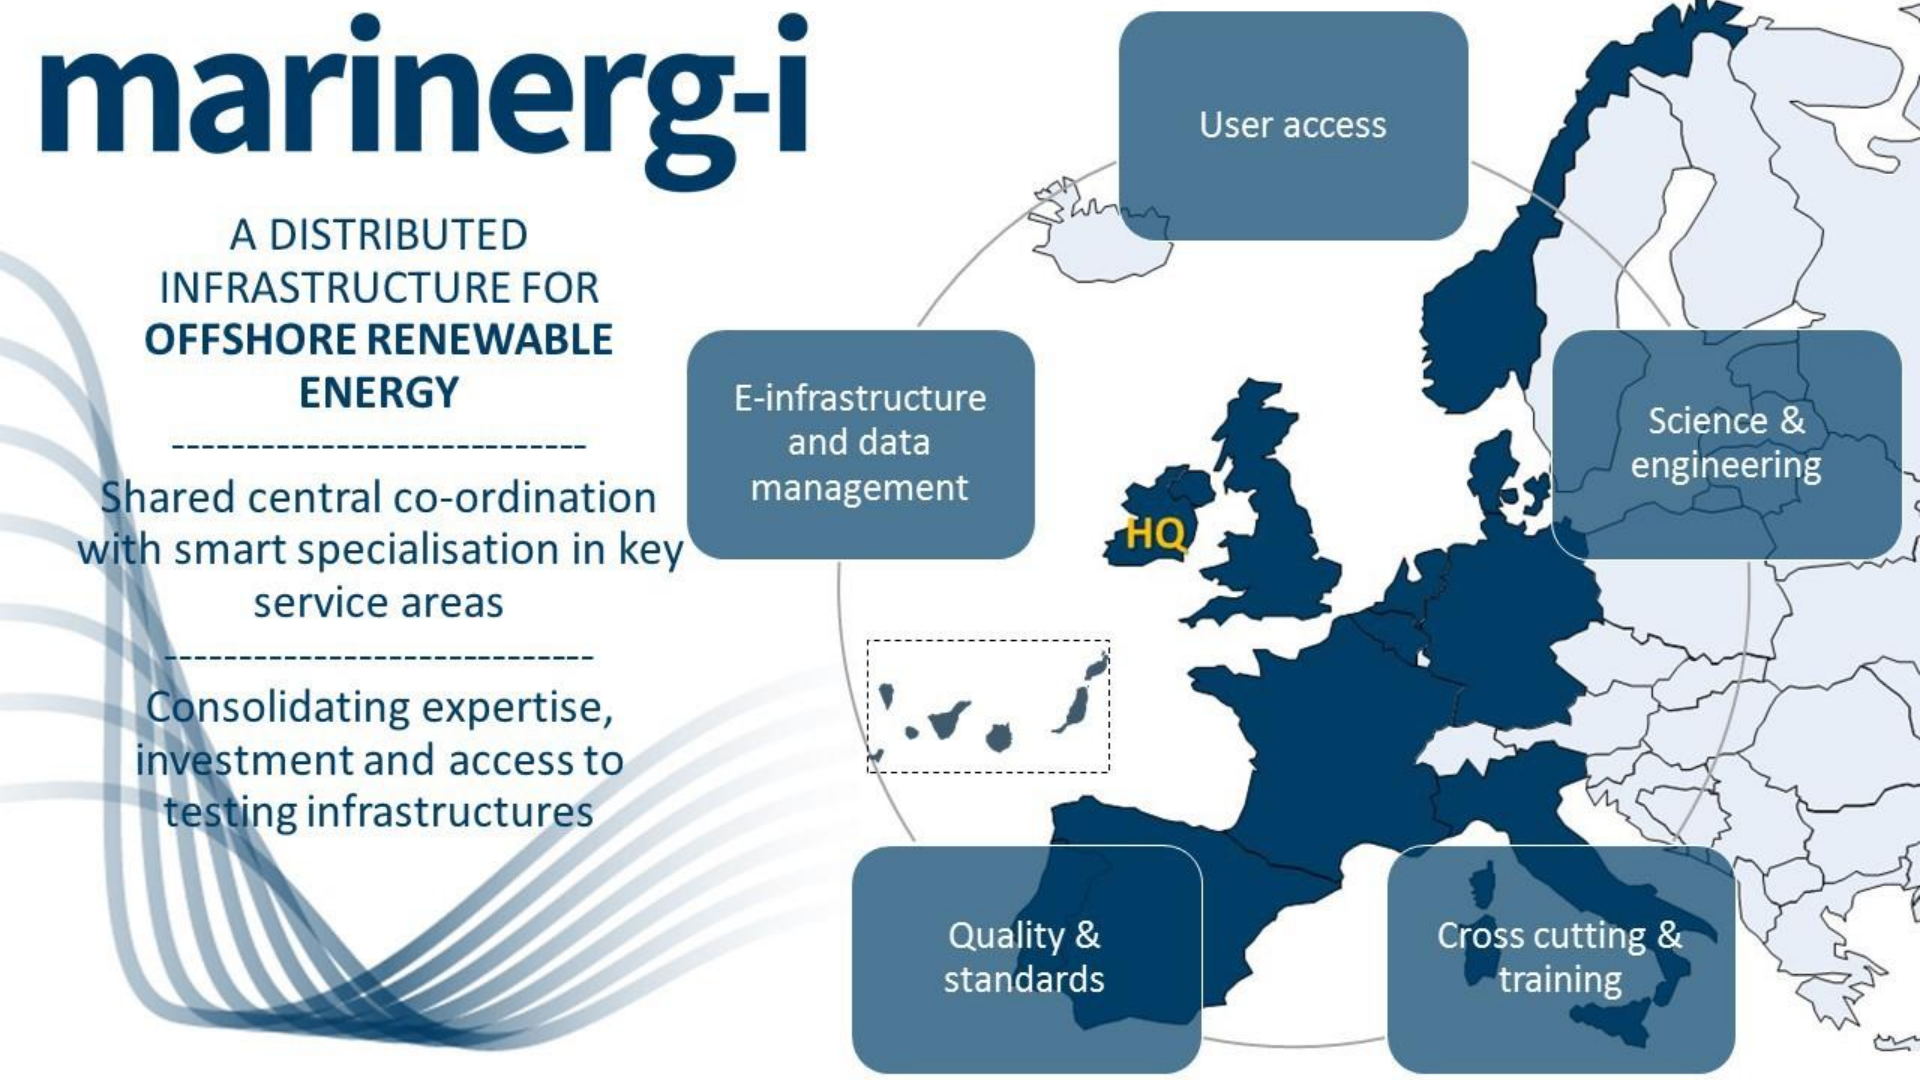 marinerg-i
A DISTRIBUTED
INFRASTRUCTURE FOR
OFFSHORE RENEWABLE
ENERGY
----------------------------
Shared central co-ordination
with smart specialisation in key
service areas
-----------------------------
Consolidating expertise,
investment and access to
testing infrastructures
User access
E-infrastructure
and data
management
Science &
engineering
HQ
Quality &
standards
Cross cutting &
training